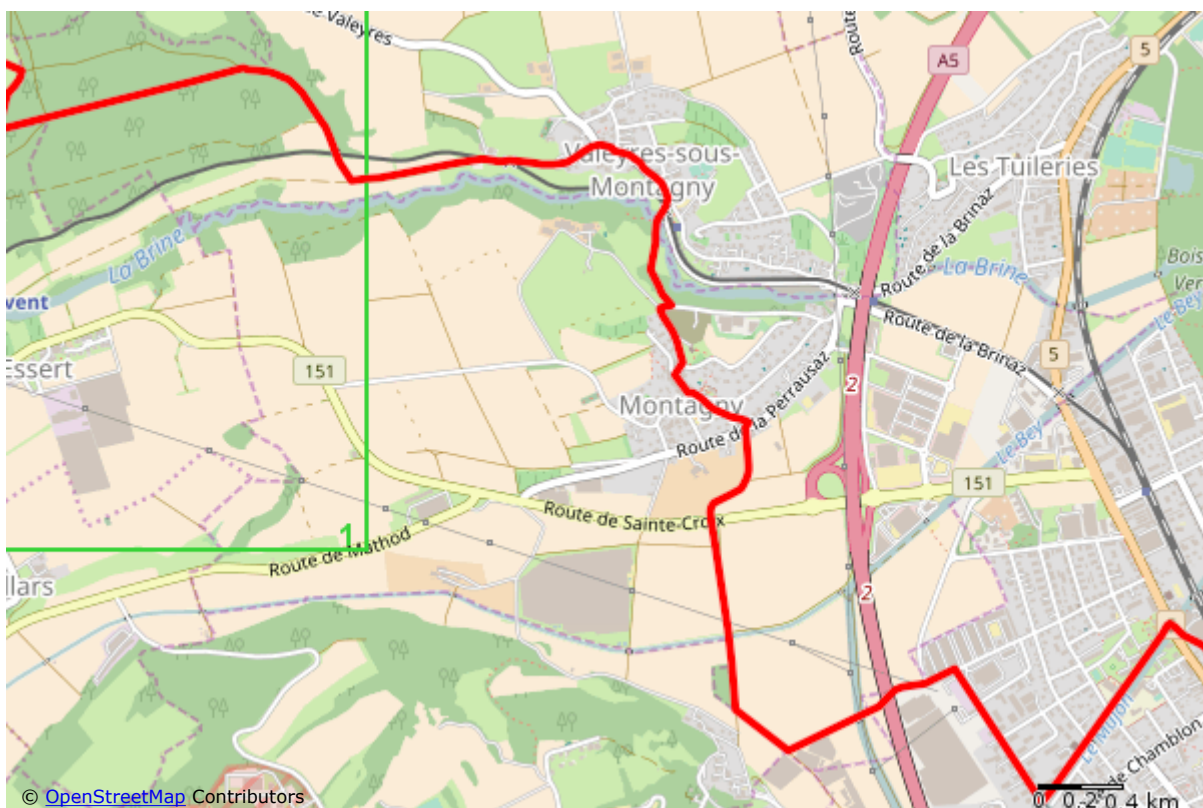 de Valeyres
Route
5
A5
Valeyres-sous-
Montagny
Les Tuileries
Route de la Brinaz
La Brine
La Brine
Bois
Ver
vent
Le Bey
Route de la Brinaz
Essert
151
5
2
Montagny
Route de la Perrausaz
Le Bey
151
Route de Sainte-Croix
1
Route de Mathod
llars
2
Le Mujon
de Chamblon
0 0.2 0.4 km
© OpenStreetMap Contributors